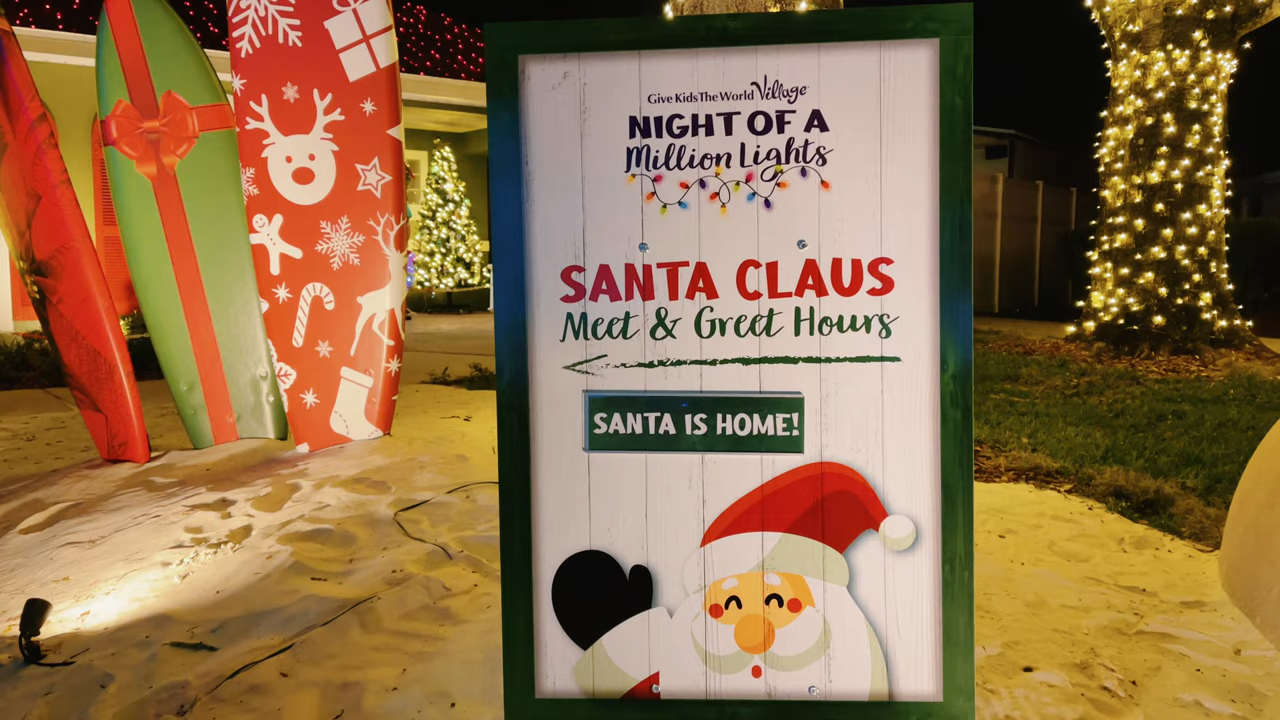 Give Kids The World Village
NIGHT OF A
Million Lights
SANTA CLAUS
Meet & Greet Hours
SANTA IS HOME!